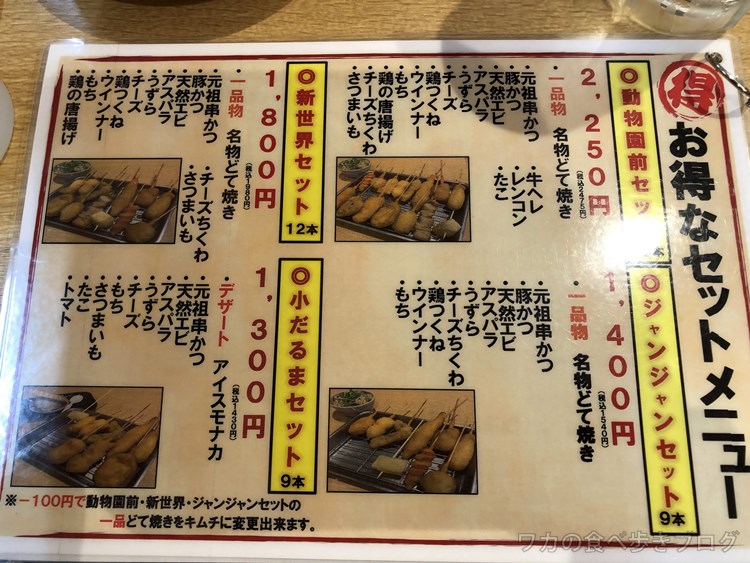 得
お得なセットメニュー
◎動物園前セッ
本
2,250円
(税込2475円)
・一品物 名物どて焼き
・元祖串かつ
・豚かつ
・天然エビ
・アスパラ
・うずら
・チーズ
・鶏つくね
・ウインナー
・もち
・鶏の唐揚げ
・チーズちくわ
・さつまいも
・牛ヘレ
・レンコン
・たこ
◎新世界セット
12本
1,800円
(税込1980円)
・一品物 名物どて焼き
・元祖串かつ
・豚かつ
・天然エビ
・アスパラ
・うずら
・チーズ
・鶏つくね
・ウインナー
・もち
・鶏の唐揚げ
・チーズちくわ
・さつまいも
◎ジャンジャンセット
9本
1,400円
(税込1540円)
・一品物 名物どて焼き
・元祖串かつ
・豚かつ
・天然エビ
・アスパラ
・うずら
・チーズちくわ
・鶏つくね
・ウインナー
・もち
◎小だるまセット
9本
1,300円
(税込1430円)
・デザート アイスモナカ
・元祖串かつ
・天然エビ
・アスパラ
・うずら
・チーズ
・もち
・さつまいも
・たこ
・トマト
※−100円で動物園前・新世界・ジャンジャンセットの
一品どて焼きをキムチに変更出来ます。
ワカの食べ歩きブログ